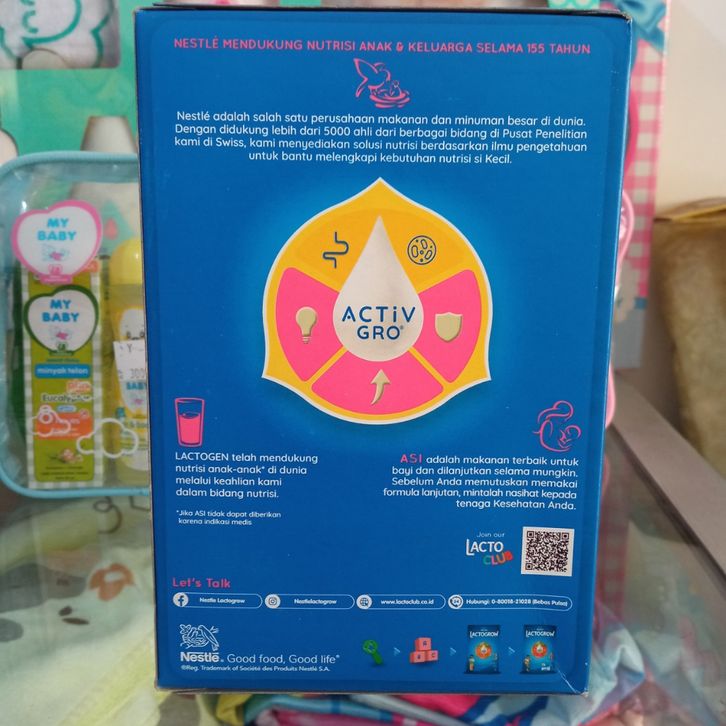 NESTLÉ MENDUKUNG NUTRISI ANAK & KELUARGA SELAMA 155 TAHUN
Nestlé adalah salah satu perusahaan makanan dan minuman besar di dunia.
Dengan didukung lebih dari 5000 ahli dari berbagai bidang di Pusat Penelitian
kami di Swiss, kami menyediakan solusi nutrisi berdasarkan ilmu pengetahuan
untuk bantu melengkapi kebutuhan nutrisi si Kecil.
ACTIV
GRO®
LACTOGEN telah mendukung
nutrisi anak-anak* di dunia
melalui keahlian kami
dalam bidang nutrisi.
*Jika ASI tidak dapat diberikan
karena indikasi medis
ASI adalah makanan terbaik untuk
bayi dan dilanjutkan selama mungkin.
Sebelum Anda memutuskan memakai
formula lanjutan, mintalah nasihat kepada
tenaga Kesehatan Anda.
Join our
LACTO
CLUB
Let's Talk
Nestle Lactogrow
Nestlelactogrow
www.lactoclub.co.id
Hubungi: 0-80018-21028 (Bebas Pulsa)
Nestlé. Good food, Good life*
®Reg. Trademark of Société des Produits Nestlé S.A.
LACTOGROW
LACTOGROW
MY
BABY
MY
BABY
minyak telon
plus
BABY